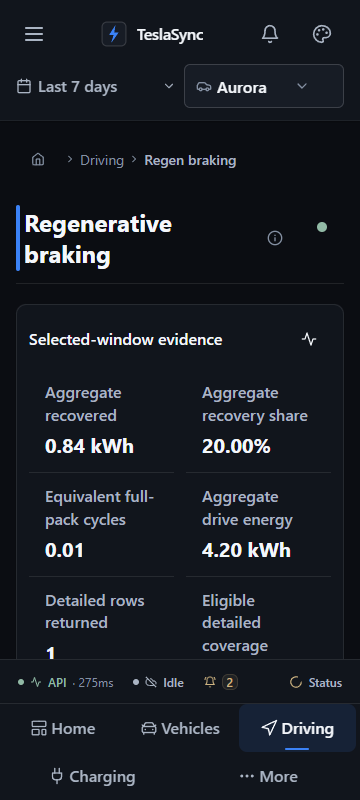 TeslaSync
Last 7 days
Aurora
Driving
Regen braking
Regenerative
braking
Selected-window evidence
Aggregate
recovered
0.84 kWh
Aggregate
recovery share
20.00%
Equivalent full-
pack cycles
0.01
Aggregate
drive energy
4.20 kWh
Detailed rows
returned
1
Eligible
detailed
coverage
API · 275ms
Idle
2
Status
Home
Vehicles
Driving
Charging
More